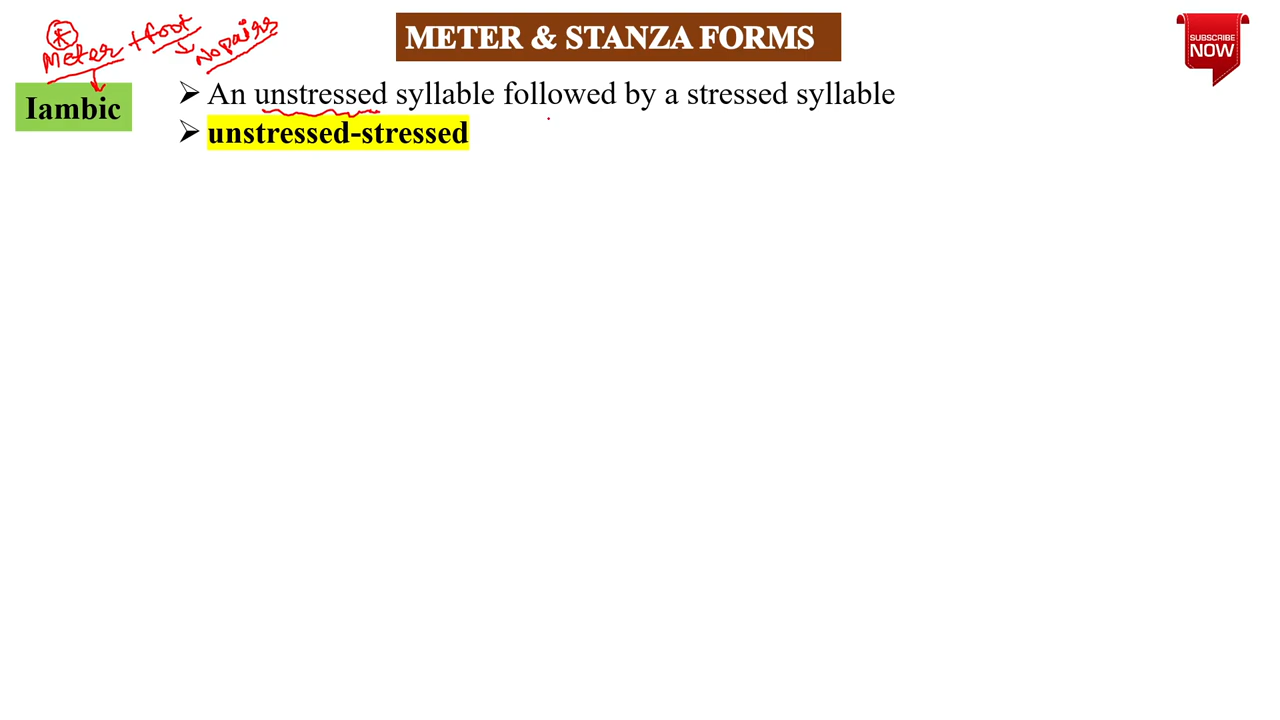 METER & STANZA FORMS
SUBSCRIBE
NOW
Meter + foot
No pairs
Iambic
➢ An unstressed syllable followed by a stressed syllable
➢ unstressed-stressed